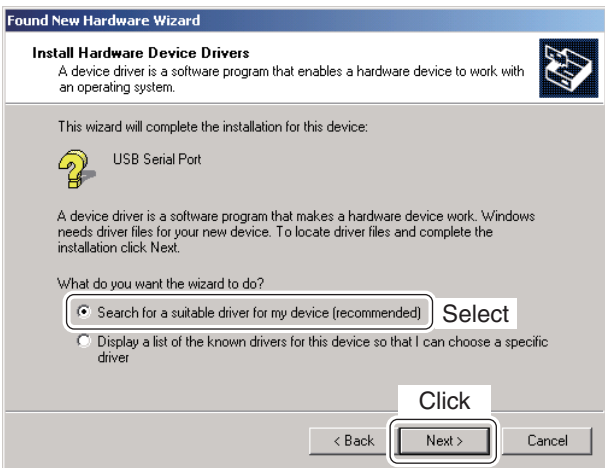 Found New Hardware Wizard
Install Hardware Device Drivers
A device driver is a software program that enables a hardware device to work with
an operating system.
This wizard will complete the installation for this device:
USB Serial Port
A device driver is a software program that makes a hardware device work. Windows
needs driver files for your new device. To locate driver files and complete the
installation click Next.
What do you want the wizard to do?
Search for a suitable driver for my device (recommended) Select
Display a list of the known drivers for this device so that I can choose a specific
driver
Click
< Back Next > Cancel